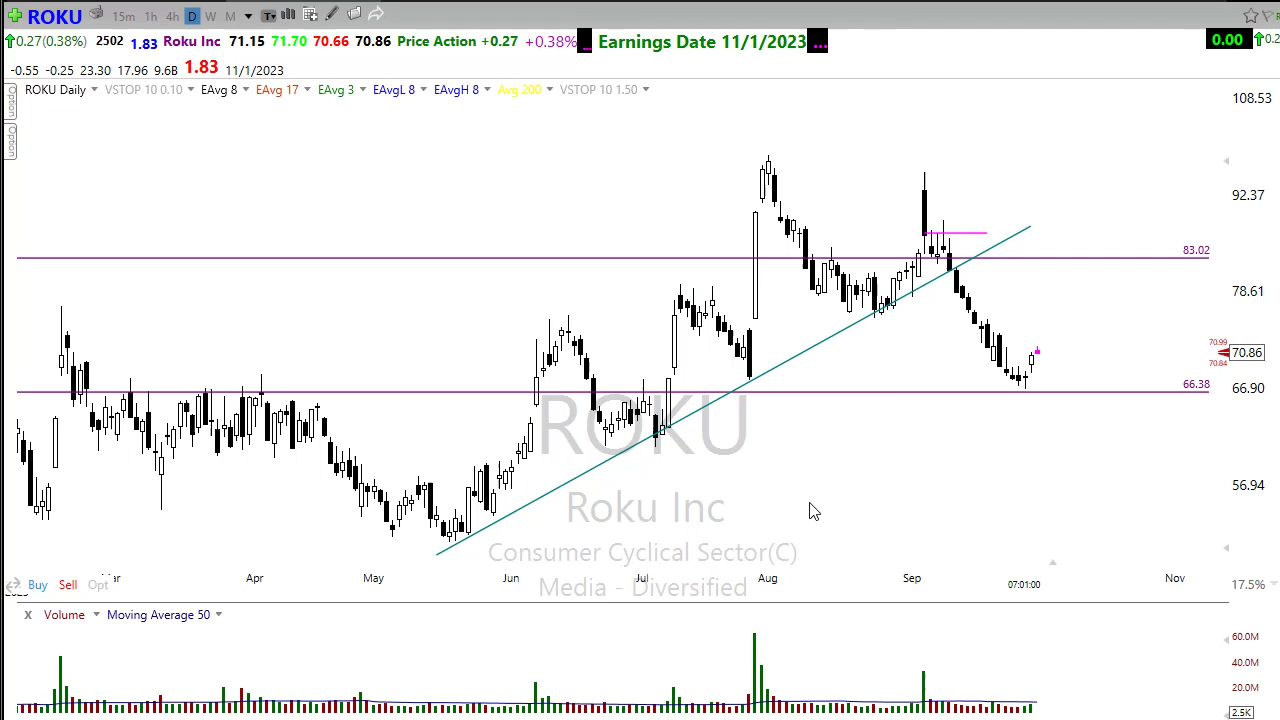 ROKU 15m 1h 4h D W M T
0.27(0.38%) 2502 1.83 Roku Inc 71.15 71.70 70.66 70.86 Price Action +0.27 +0.38% ... Earnings Date 11/1/2023 ... 0.00
-0.55 -0.25 23.30 17.96 9.6B 1.83 11/1/2023
ROKU Daily VSTOP 10 0.10 EAvg 8 EAvg 17 EAvg 3 EAvgL 8 EAvgH 8 Avg 200 VSTOP 10 1.50
Option
Option
108.53
92.37
83.02
78.61
70.99
70.86
70.84
66.38
66.90
ROKU
56.94
Roku Inc
Consumer Cyclical Sector(C)
Media - Diversified
Apr May Jun Jul Aug Sep 07:01:00 Nov
Buy Sell Opt 17.5%
X Volume Moving Average 50
60.0M
40.0M
20.0M
2.5K